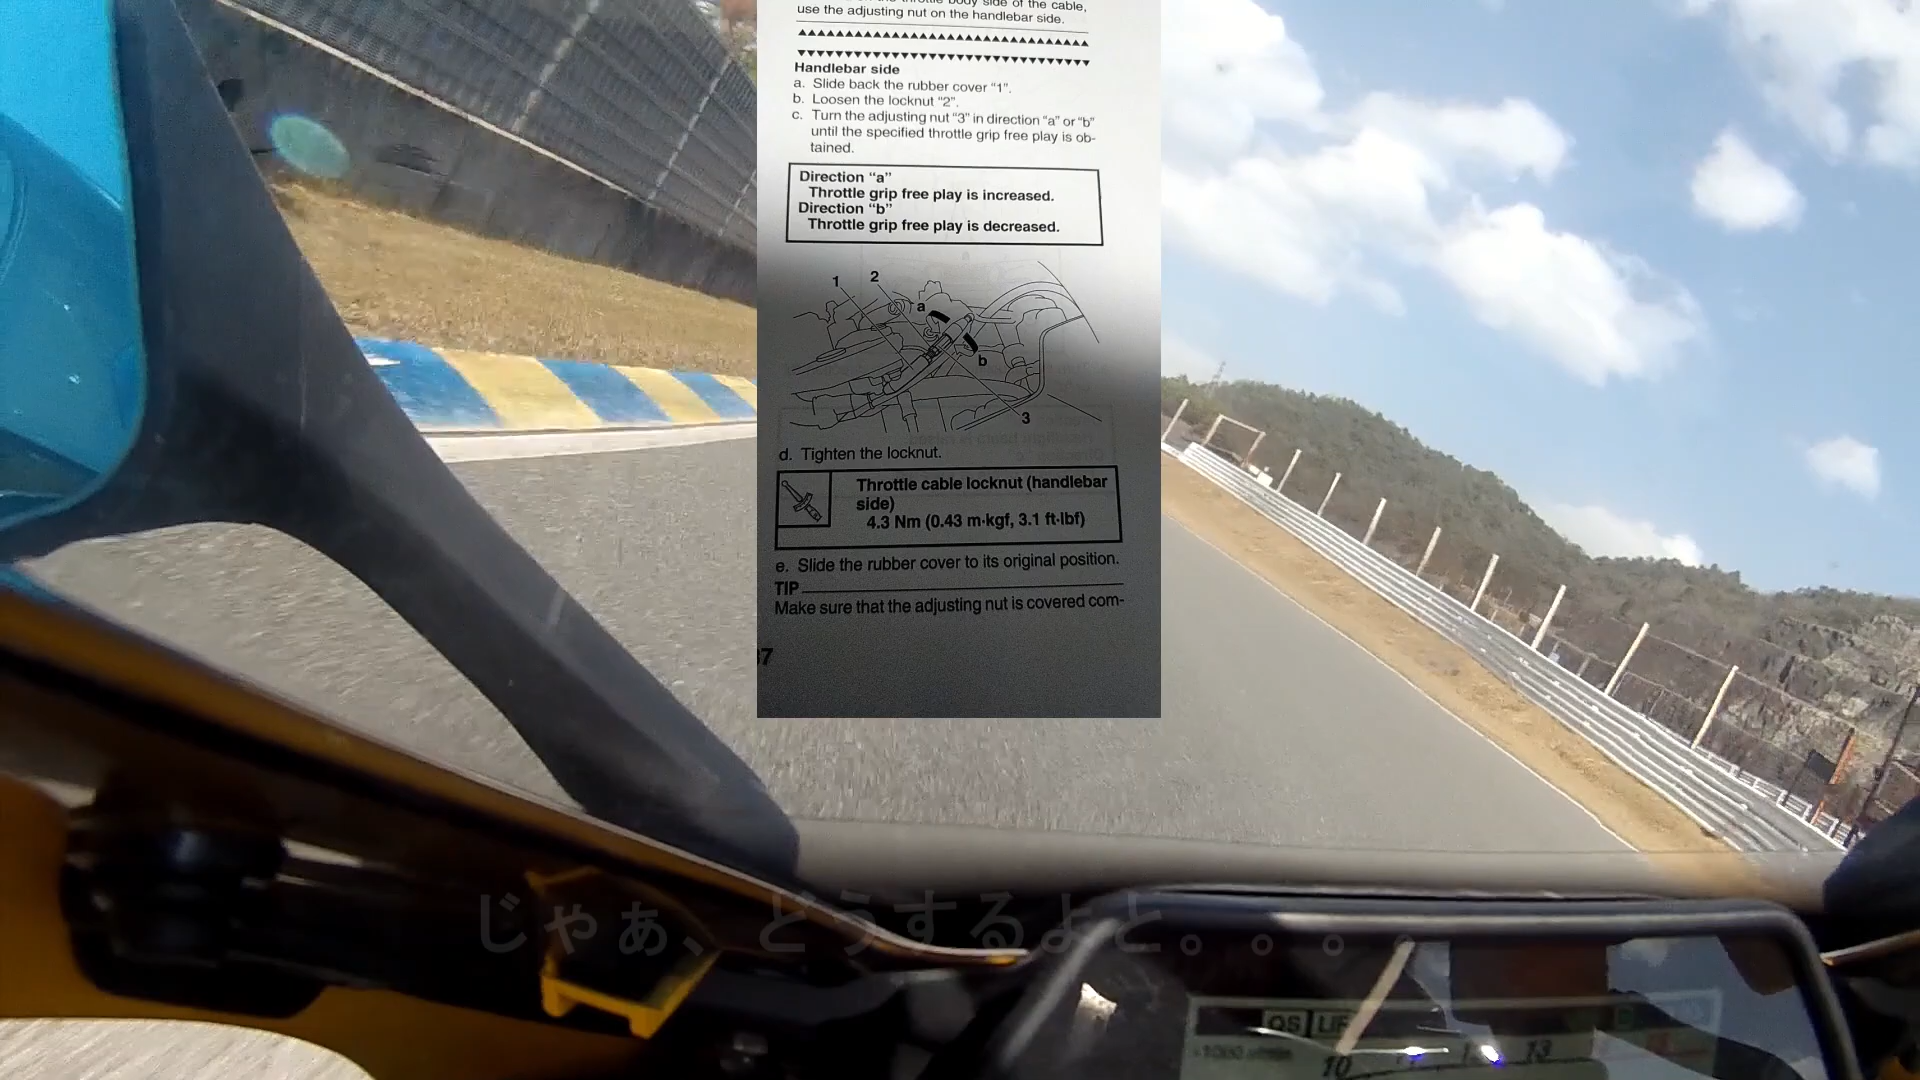 use the adjusting nut on the handlebar side.
Handlebar side
a. Slide back the rubber cover “1”.
b. Loosen the locknut “2”.
c. Turn the adjusting nut “3” in direction “a” or “b”
until the specified throttle grip free play is ob-
tained.
Direction “a”
Throttle grip free play is increased.
Direction “b”
Throttle grip free play is decreased.
1
2
a
b
3
d. Tighten the locknut.
Throttle cable locknut (handlebar
side)
4.3 Nm (0.43 m·kgf, 3.1 ft·lbf)
e. Slide the rubber cover to its original position.
TIP
Make sure that the adjusting nut is covered com-
じゃぁ、どうするよと。。。。
QS
10
13